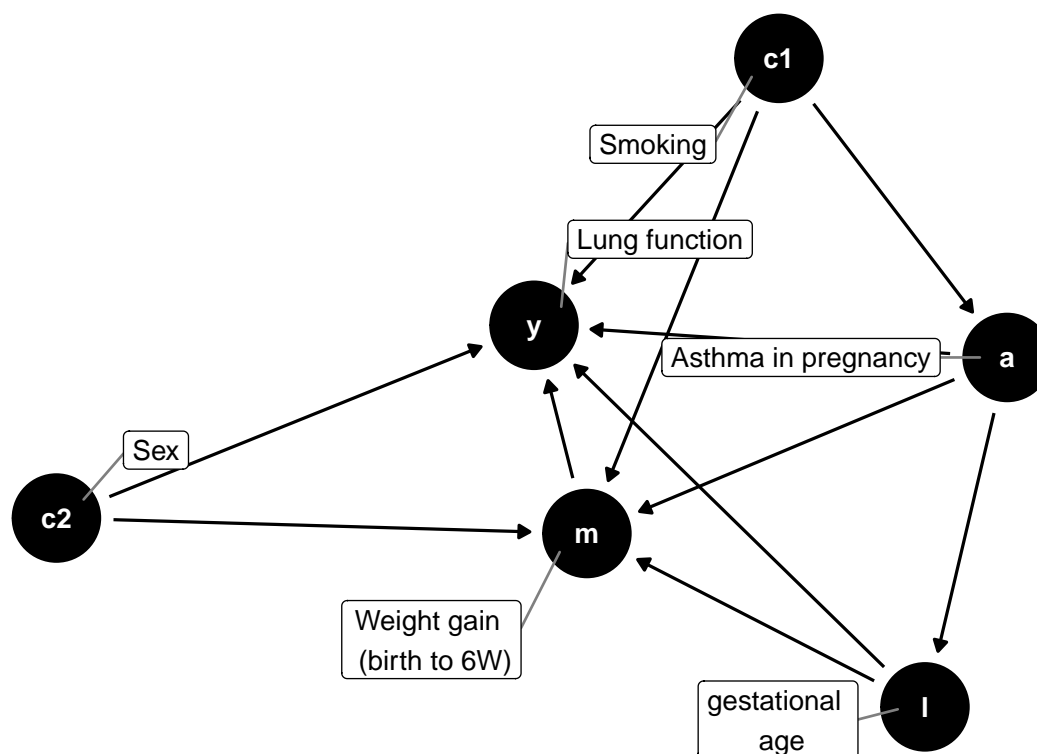 c1
Smoking
Lung function
y
Asthma in pregnancy
a
Sex
c2
m
Weight gain
(birth to 6W)
gestational
age
l